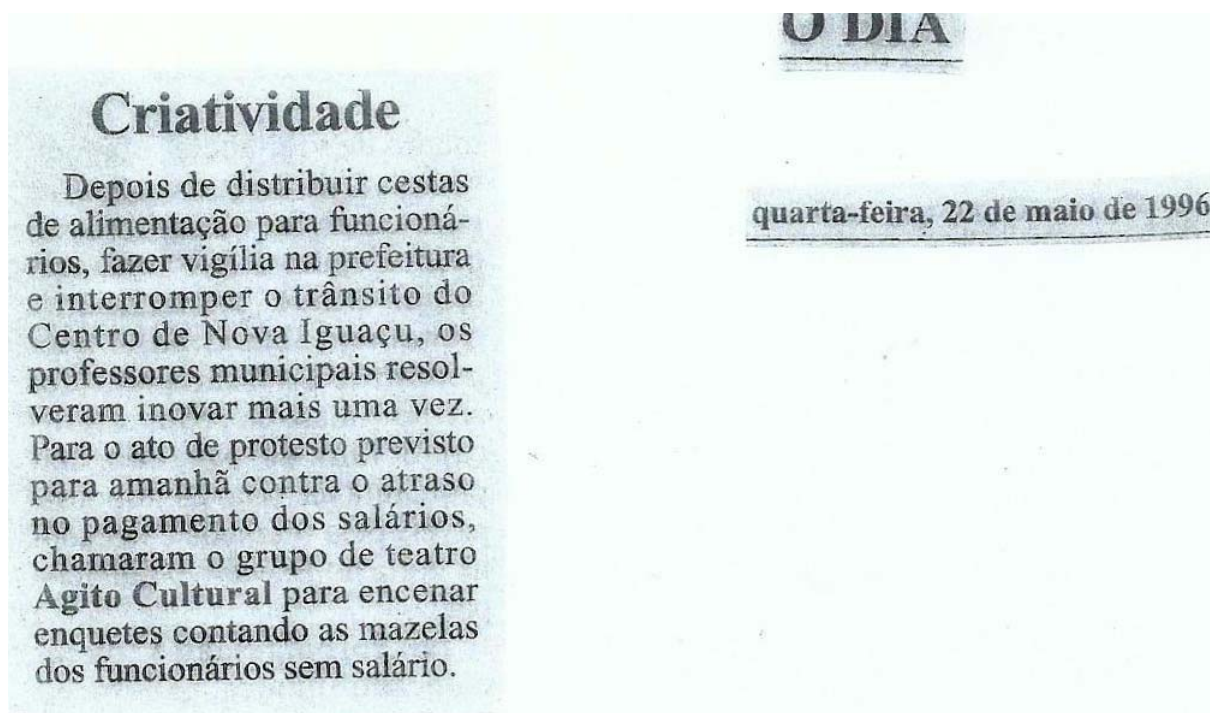 O DIA
Criatividade
Depois de distribuir cestas
de alimentação para funcioná-
rios, fazer vigília na prefeitura
e interromper o trânsito do
Centro de Nova Iguaçu, os
professores municipais resol-
veram inovar mais uma vez.
Para o ato de protesto previsto
para amanhã contra o atraso
no pagamento dos salários,
chamaram o grupo de teatro
Agito Cultural para encenar
enquetes contando as mazelas
dos funcionários sem salário.
quarta-feira, 22 de maio de 1996